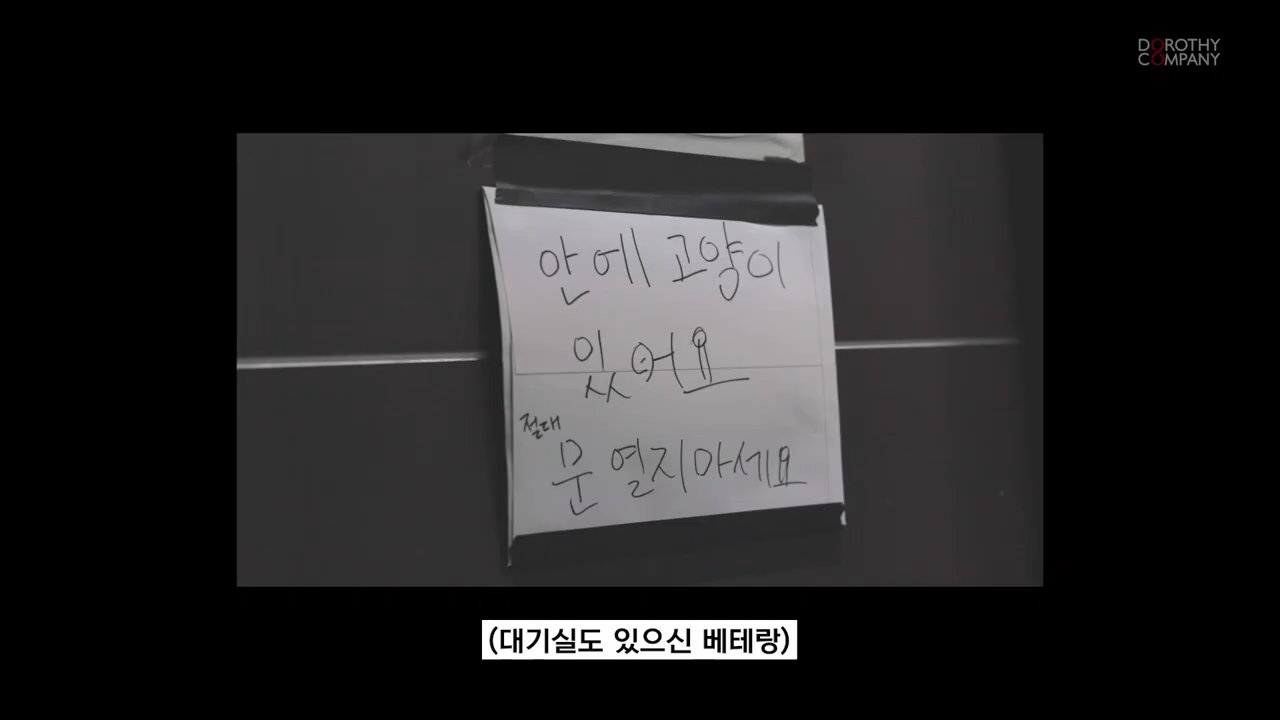 DOROTHY
COMPANY
안에 고양이
있어요
절대
문 열지마세요
(대기실도 있으신 베테랑)